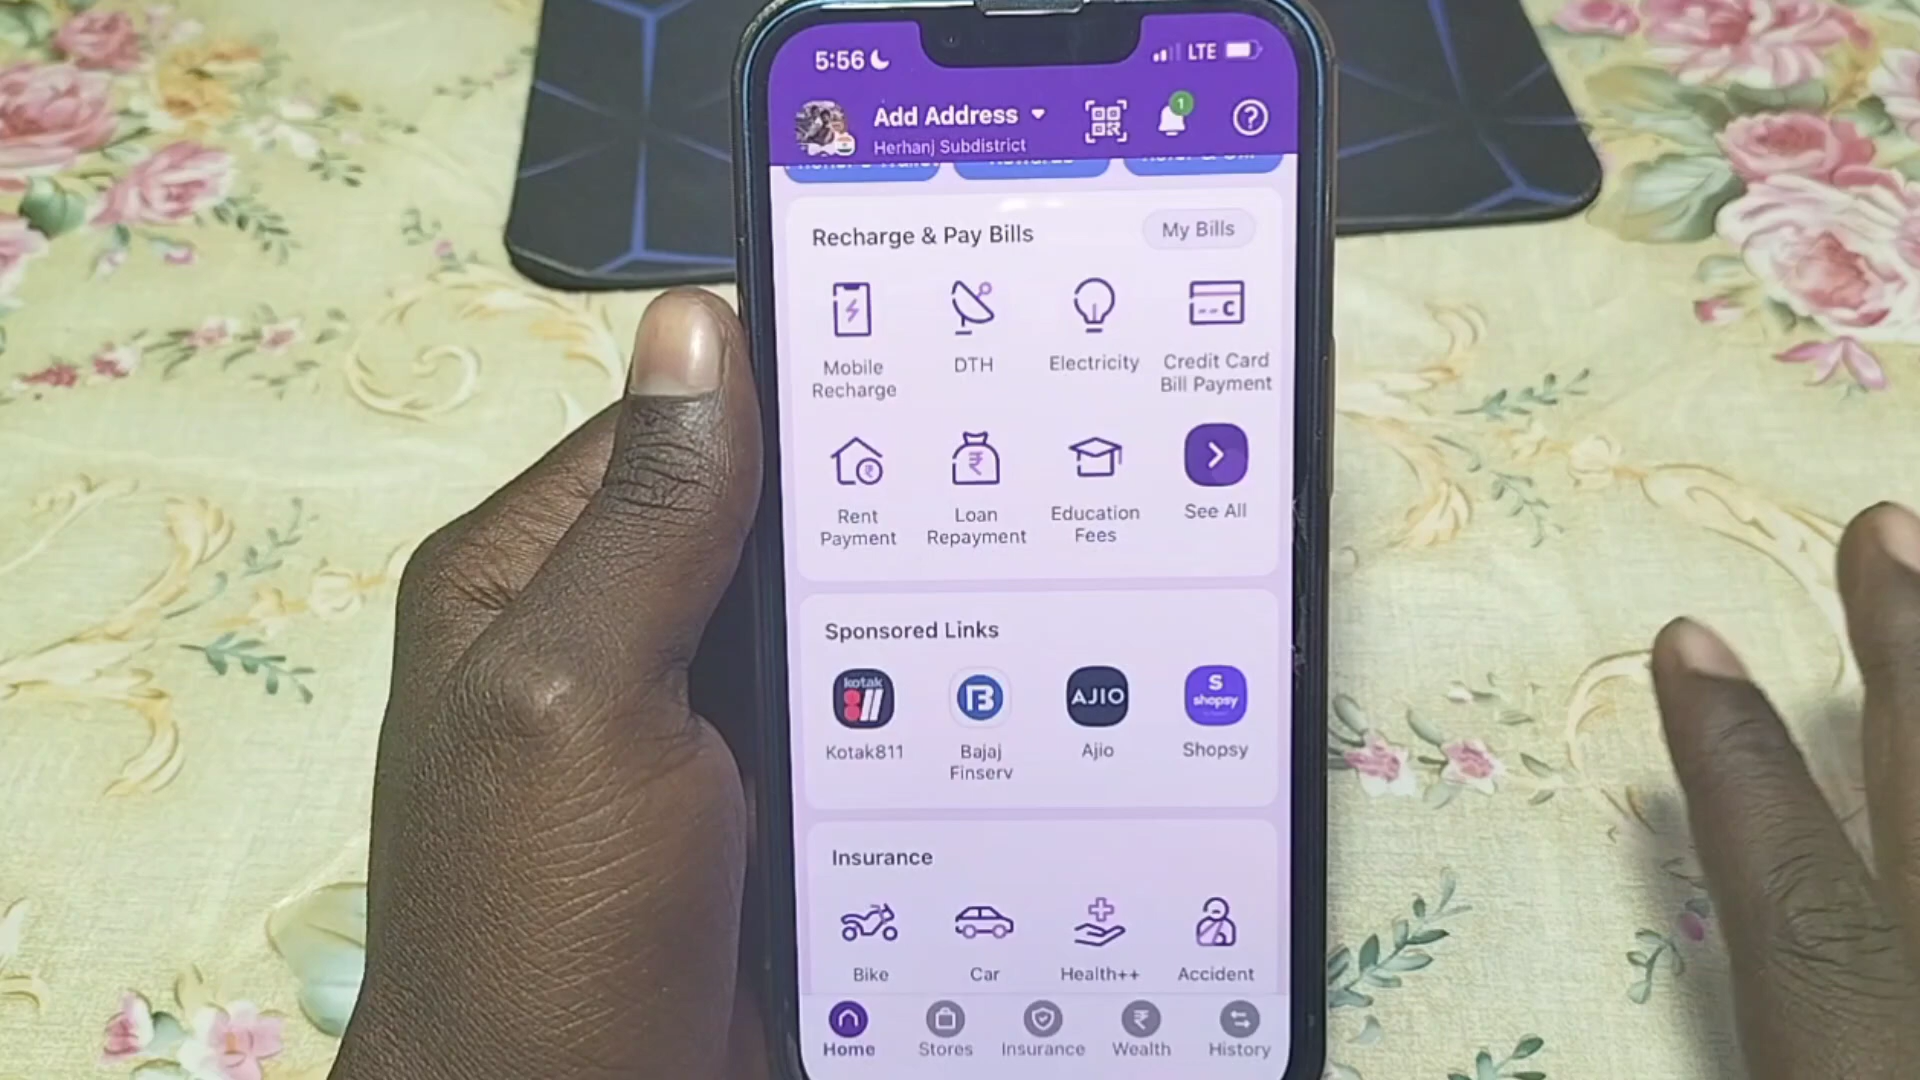 5:56 LTE
Add Address 1
Herhanj Subdistrict
Recharge & Pay Bills My Bills
Mobile Recharge
DTH
Electricity
Credit Card Bill Payment
Rent Payment
Loan Repayment
Education Fees
See All
Sponsored Links
kotak 811
B
AJIO
S shopsy
Kotak811
Bajaj Finserv
Ajio
Shopsy
Insurance
Bike
Car
Health++
Accident
Home
Stores
Insurance
Wealth
History